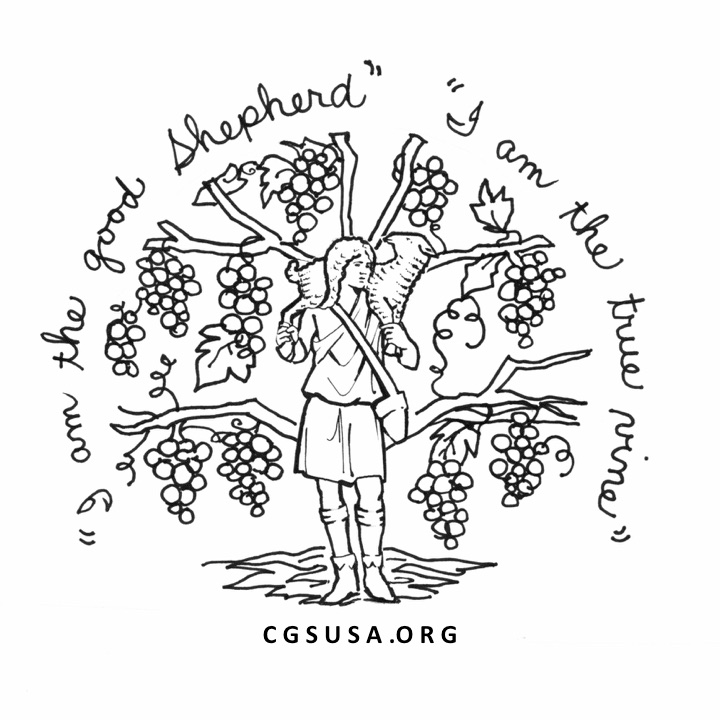 "I am the good Shepherd"
"I am the true vine"
CGSUSA.ORG